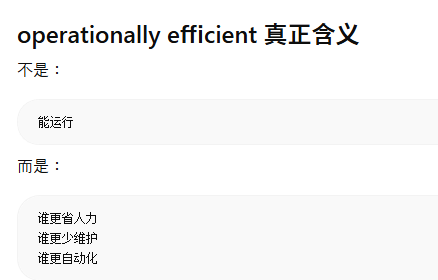 operationally efficient 真正含义
不是：
能运行
而是：
谁更省人力
谁更少维护
谁更自动化